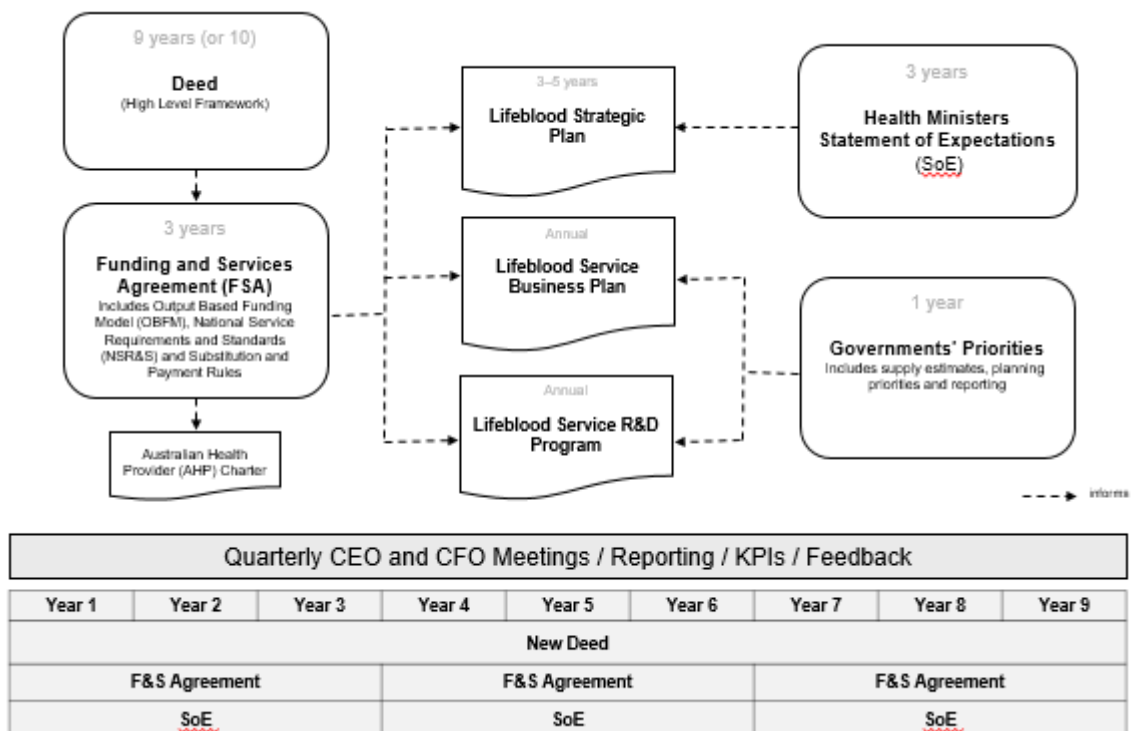 9 years (or 10)
Deed
(High Level Framework)
3 years
Funding and Services
Agreement (FSA)
Includes Output Based Funding
Model (OBFM), National Service
Requirements and Standards
(NSR&S) and Substitution and
Payment Rules
Australian Health
Provider (AHP) Charter
3–5 years
Lifeblood Strategic
Plan
Annual
Lifeblood Service
Business Plan
Annual
Lifeblood Service R&D
Program
3 years
Health Ministers
Statement of Expectations
(SoE)
1 year
Governments' Priorities
Includes supply estimates, planning
priorities and reporting
informs
Quarterly CEO and CFO Meetings / Reporting / KPIs / Feedback
Year 1 Year 2 Year 3 Year 4 Year 5 Year 6 Year 7 Year 8 Year 9
New Deed
F&S Agreement F&S Agreement F&S Agreement
SoE SoE SoE